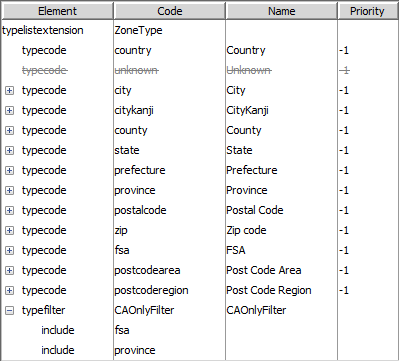 Element Code Name Priority
typelistextension ZoneType
typecode country Country -1
typecode unknown Unknown -1
typecode city City -1
typecode citykanji CityKanji -1
typecode county County -1
typecode state State -1
typecode prefecture Prefecture -1
typecode province Province -1
typecode postalcode Postal Code -1
typecode zip Zip code -1
typecode fsa FSA -1
typecode postcodearea Post Code Area -1
typecode postcoderegion Post Code Region -1
typefilter CAOnlyFilter CAOnlyFilter
include fsa
include province